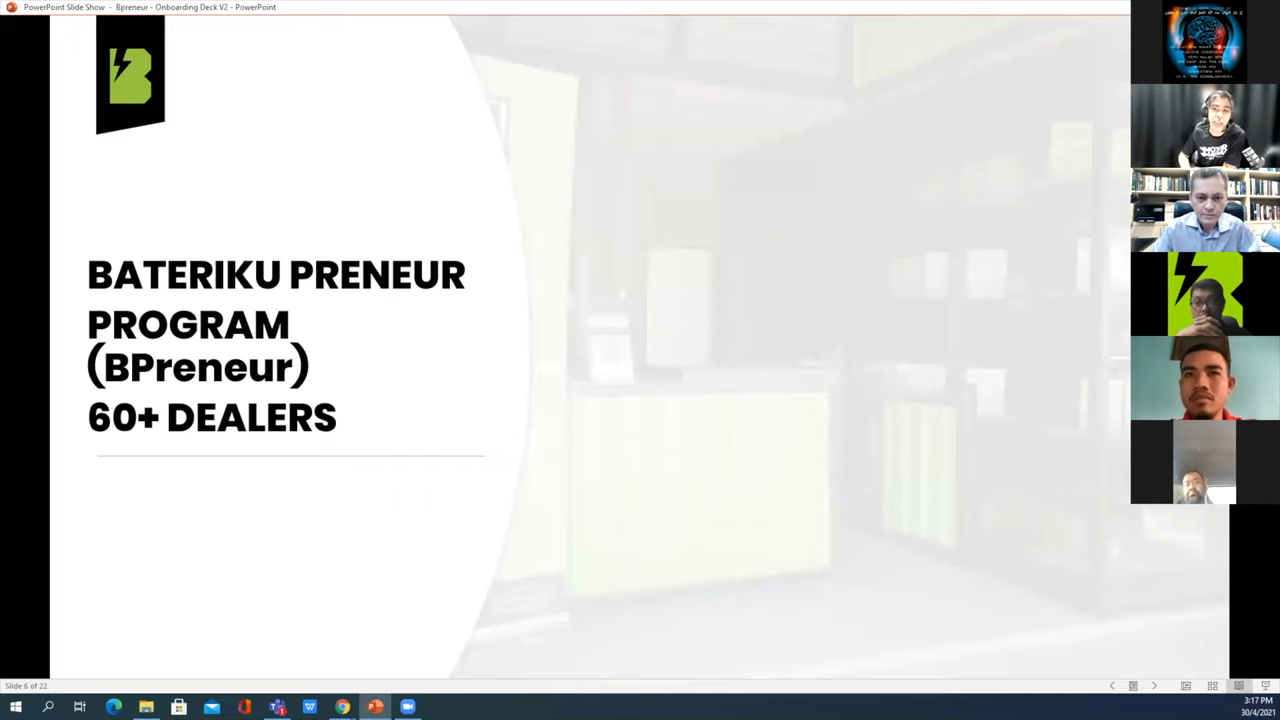 PowerPoint Slide Show - Bpreneur - Onboarding Deck V2 - PowerPoint
BATERIKU PRENEUR
PROGRAM
(BPreneur)
60+ DEALERS
Slide 6 of 22
3:17 PM
30/4/2021